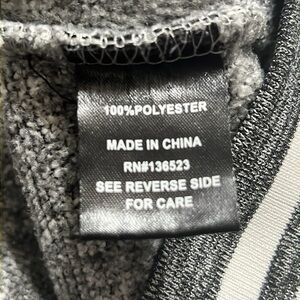 100%POLYESTER
MADE IN CHINA
RN#136523
SEE REVERSE SIDE
FOR CARE